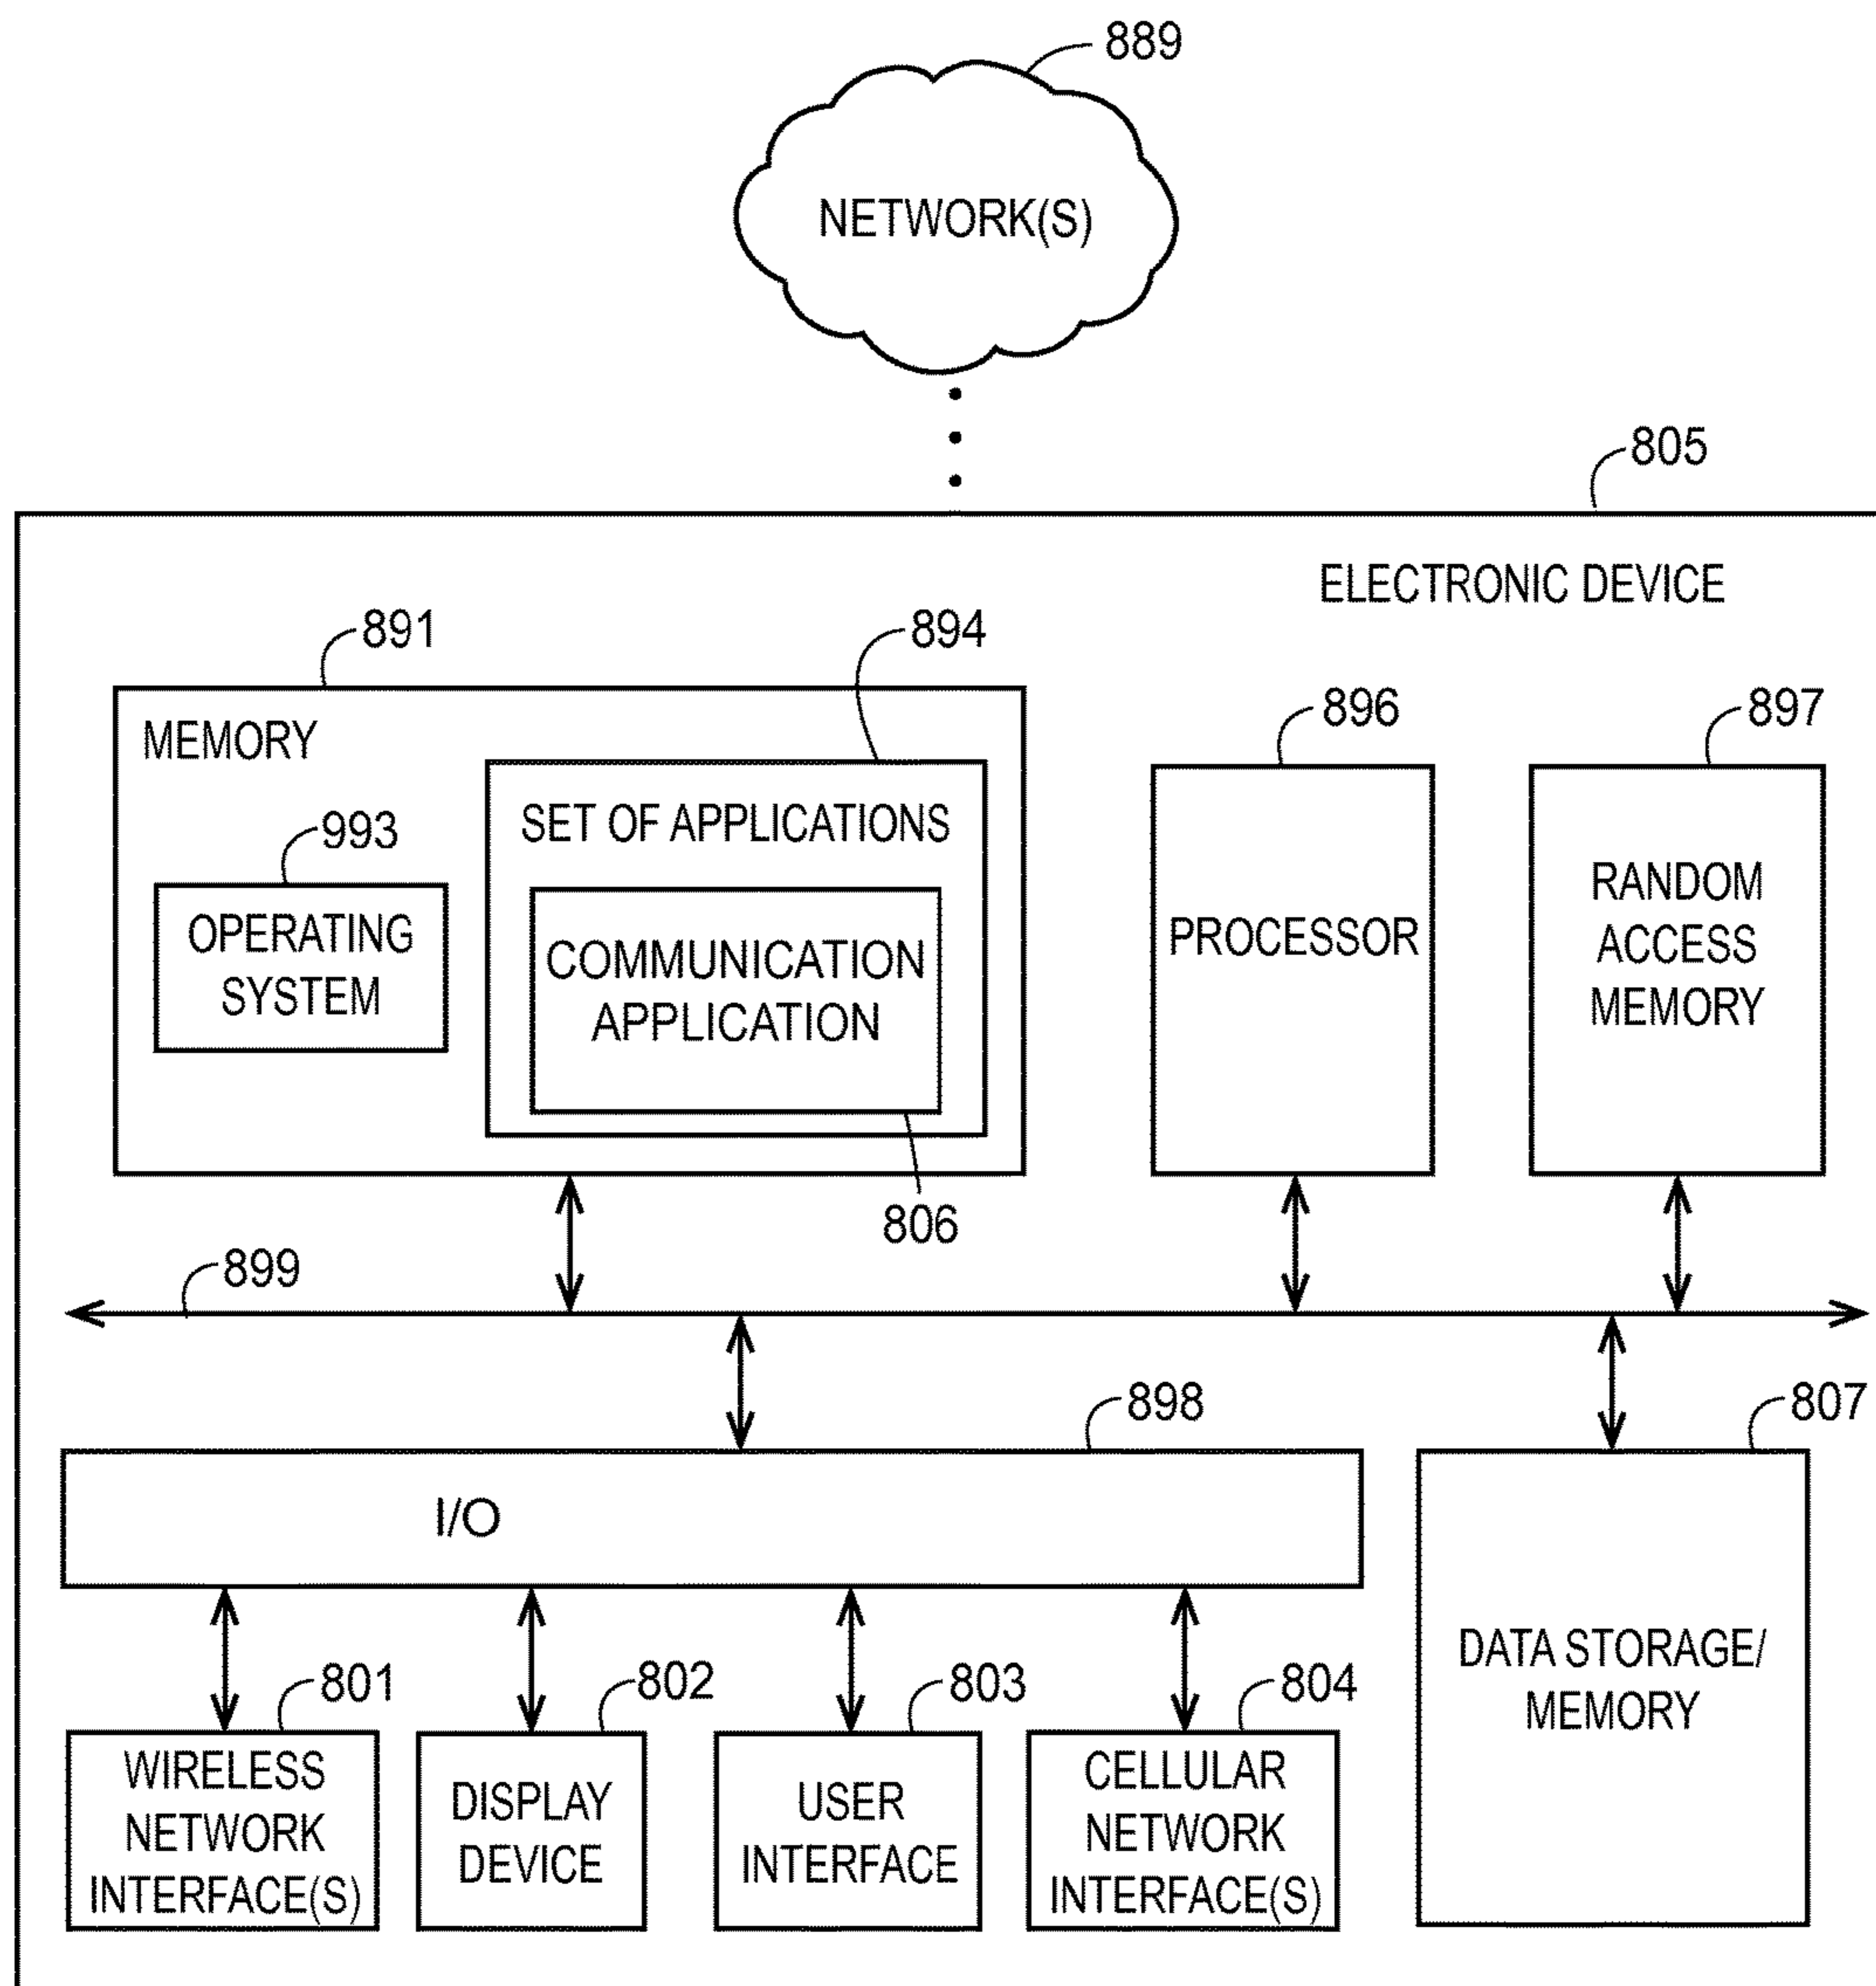 889
NETWORK(S)
805
ELECTRONIC DEVICE
891
894
MEMORY
896
897
993
SET OF APPLICATIONS
OPERATING
SYSTEM
COMMUNICATION
APPLICATION
PROCESSOR
RANDOM
ACCESS
MEMORY
806
899
898
807
I/O
801
802
803
804
WIRELESS
NETWORK
INTERFACE(S)
DISPLAY
DEVICE
USER
INTERFACE
CELLULAR
NETWORK
INTERFACE(S)
DATA STORAGE/
MEMORY